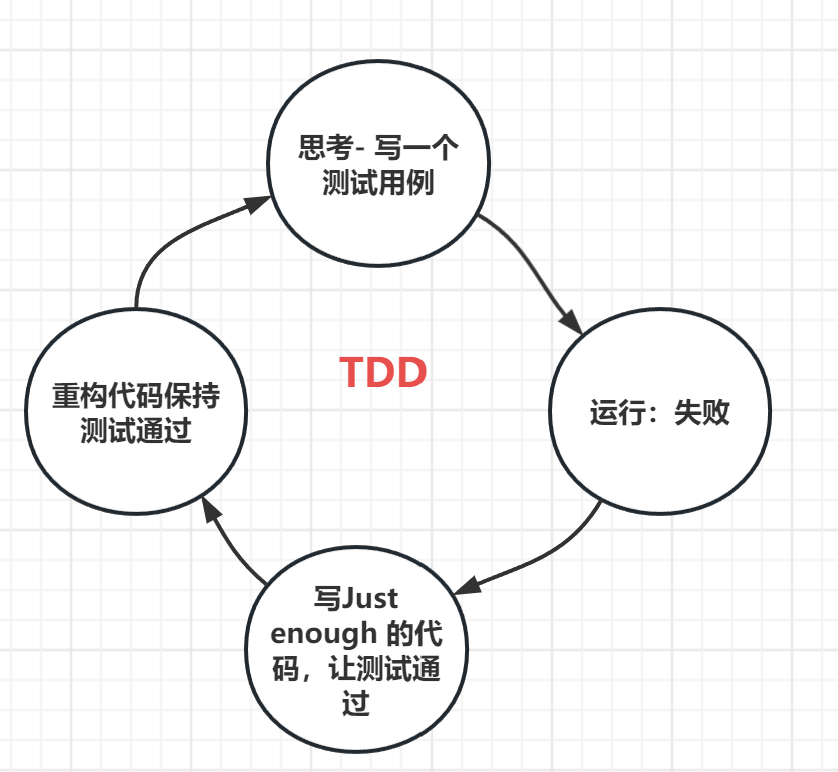 思考- 写一个
测试用例
TDD
重构代码保持
测试通过
运行：失败
写Just
enough 的代
码，让测试通
过